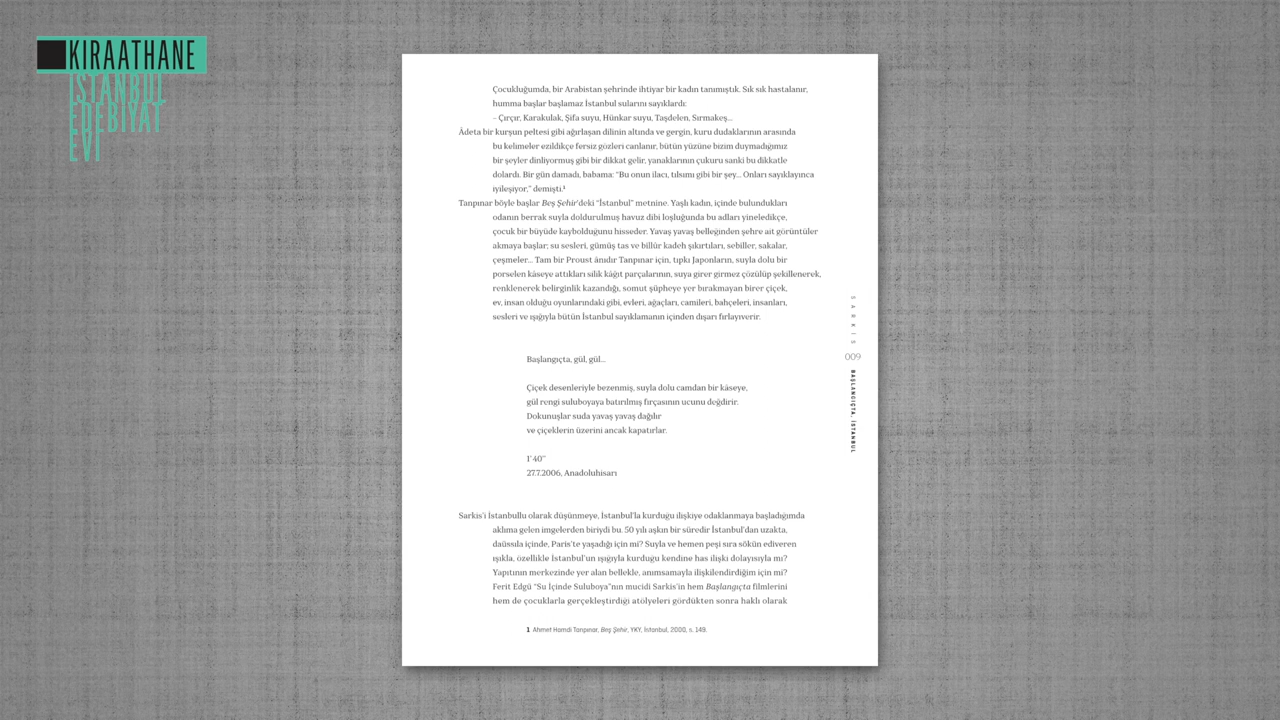 KIRAATHANE
İSTANBUL
EDEBİYAT
EVİ
Çocukluğumda, bir Arabistan şehrinde ihtiyar bir kadın tanımıştık. Sık sık hastalanır,
humma başlar başlamaz İstanbul sularını sayıklardı:
– Çırçır, Karakulak, Şifa suyu, Hünkar suyu, Taşdelen, Sırmakeş...
Âdeta bir kurşun peltesi gibi ağırlaşan dilinin altında ve gergin, kuru dudaklarının arasında
bu kelimeler ezildikçe fersiz gözleri canlanır, bütün yüzüne bizim duymadığımız
bir şeyler dinliyormuş gibi bir dikkat gelir, yanaklarının çukuru sanki bu dikkatle
dolardı. Bir gün damadı, babama: “Bu onun ilacı, tılsımı gibi bir şey... Onları sayıklayınca
iyileşiyor,” demişti.¹
Tanpınar böyle başlar Beş Şehir’deki “İstanbul” metnine. Yaşlı kadın, içinde bulundukları
odanın berrak suyla doldurulmuş havuz dibi loşluğunda bu adları yineledikçe,
çocuk bir büyüde kaybolduğunu hisseder. Yavaş yavaş belleğinden şehre ait görüntüler
akmaya başlar; su sesleri, gümüş tas ve billûr kadeh şıkırtıları, sebiller, sakalar,
çeşmeler... Tam bir Proust ânıdır Tanpınar için, tıpkı Japonların, suyla dolu bir
porselen kâseye attıkları silik kâğıt parçalarının, suya girer girmez çözülüp şekillenerek,
renklenerek belirginlik kazandığı, somut şüpheye yer bırakmayan birer çiçek,
ev, insan olduğu oyunlarındaki gibi, evleri, ağaçları, camileri, bahçeleri, insanları,
sesleri ve ışığıyla bütün İstanbul sayıklamanın içinden dışarı fırlayıverir.
Başlangıçta, gül, gül...
Çiçek desenleriyle bezenmiş, suyla dolu camdan bir kâseye,
gül rengi suluboyaya batırılmış fırçasının ucunu değdirir.
Dokunuşlar suda yavaş yavaş dağılır
ve çiçeklerin üzerini ancak kapatırlar.
1’ 40’’
27.7.2006, Anadoluhisarı
Sarkis’i İstanbullu olarak düşünmeye, İstanbul’la kurduğu ilişkiye odaklanmaya başladığımda
aklıma gelen imgelerden biriydi bu. 50 yılı aşkın bir süredir İstanbul’dan uzakta,
daüssıla içinde, Paris’te yaşadığı için mi? Suyla ve hemen peşi sıra sökün ediveren
ışıkla, özellikle İstanbul’un ışığıyla kurduğu kendine has ilişki dolayısıyla mı?
Yapıtının merkezinde yer alan bellekle, anımsamayla ilişkilendirdiğim için mi?
Ferit Edgü “Su İçinde Suluboya”nın mucidi Sarkis’in hem Başlangıçta filmlerini
hem de çocuklarla gerçekleştirdiği atölyeleri gördükten sonra haklı olarak
1 Ahmet Hamdi Tanpınar, Beş Şehir, YKY, İstanbul, 2000, s. 149.
SARKIS
009
BAŞLANGIÇTA, İSTANBUL